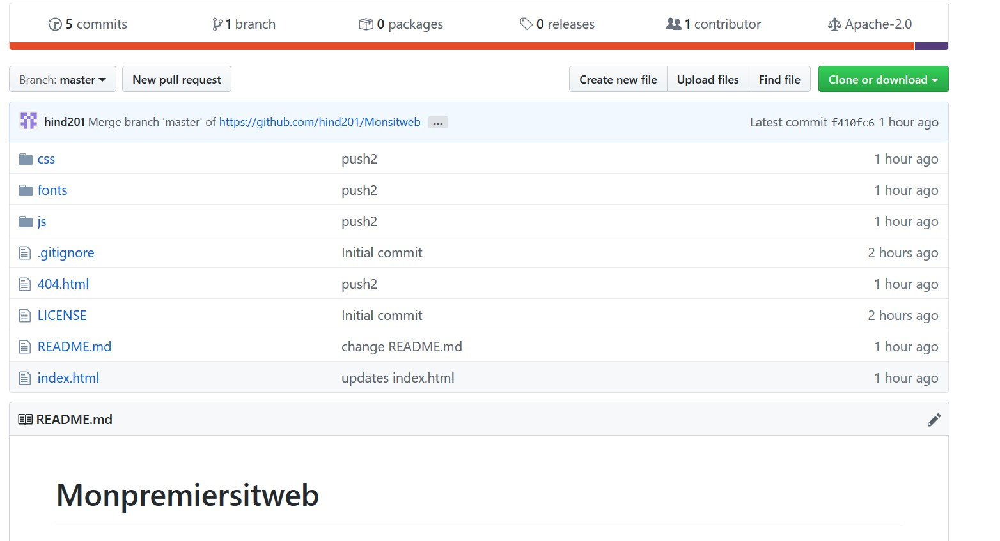 5 commits 1 branch 0 packages 0 releases 1 contributor Apache-2.0
Branch: master New pull request Create new file Upload files Find file Clone or download
hind201 Merge branch 'master' of https://github.com/hind201/Monsitweb ... Latest commit f410fc6 1 hour ago
css push2 1 hour ago
fonts push2 1 hour ago
js push2 1 hour ago
.gitignore Initial commit 2 hours ago
404.html push2 1 hour ago
LICENSE Initial commit 2 hours ago
README.md change README.md 1 hour ago
index.html updates index.html 1 hour ago
README.md
Monpremiersitweb